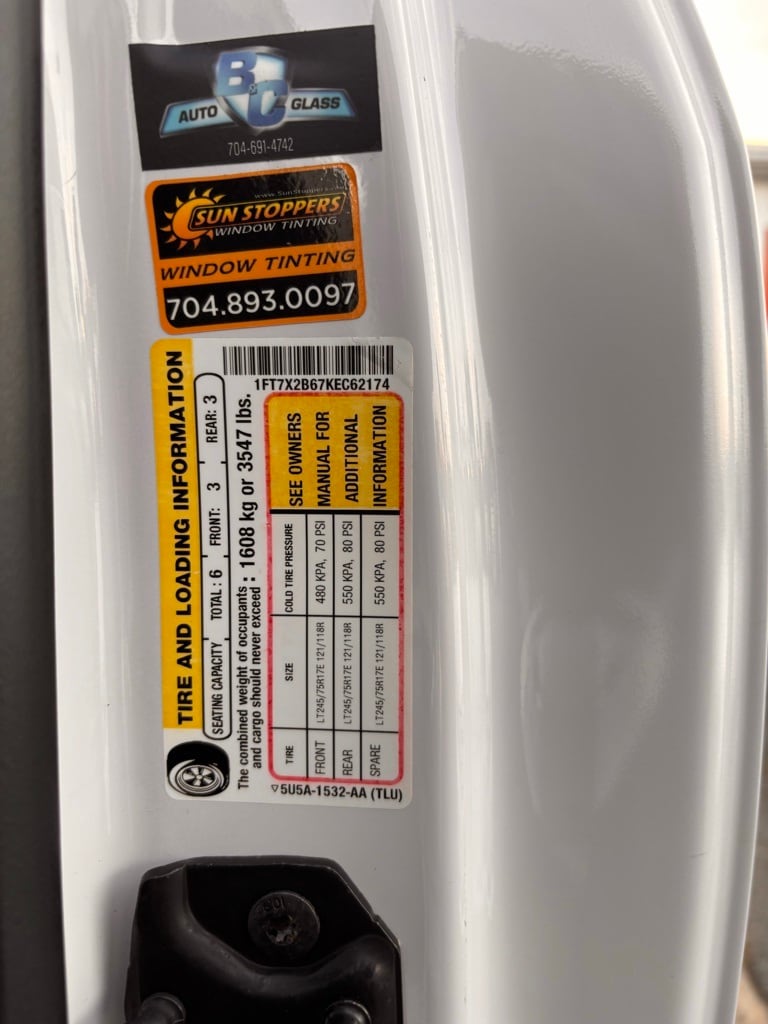 B&C
AUTO GLASS
704-691-4742
www.SunStoppers.com
SUN STOPPERS
WINDOW TINTING
WINDOW TINTING
704.893.0097
1FT7X2B67KEC62174
TIRE AND LOADING INFORMATION
SEATING CAPACITY TOTAL : 6 FRONT: 3 REAR: 3
The combined weight of occupants and cargo should never exceed : 1608 kg or 3547 lbs.
TIRE SIZE COLD TIRE PRESSURE SEE OWNERS
FRONT LT245/75R17E 121/118R 480 KPA, 70 PSI MANUAL FOR
REAR LT245/75R17E 121/118R 550 KPA, 80 PSI ADDITIONAL
SPARE LT245/75R17E 121/118R 550 KPA, 80 PSI INFORMATION
▽5U5A-1532-AA (TLU)